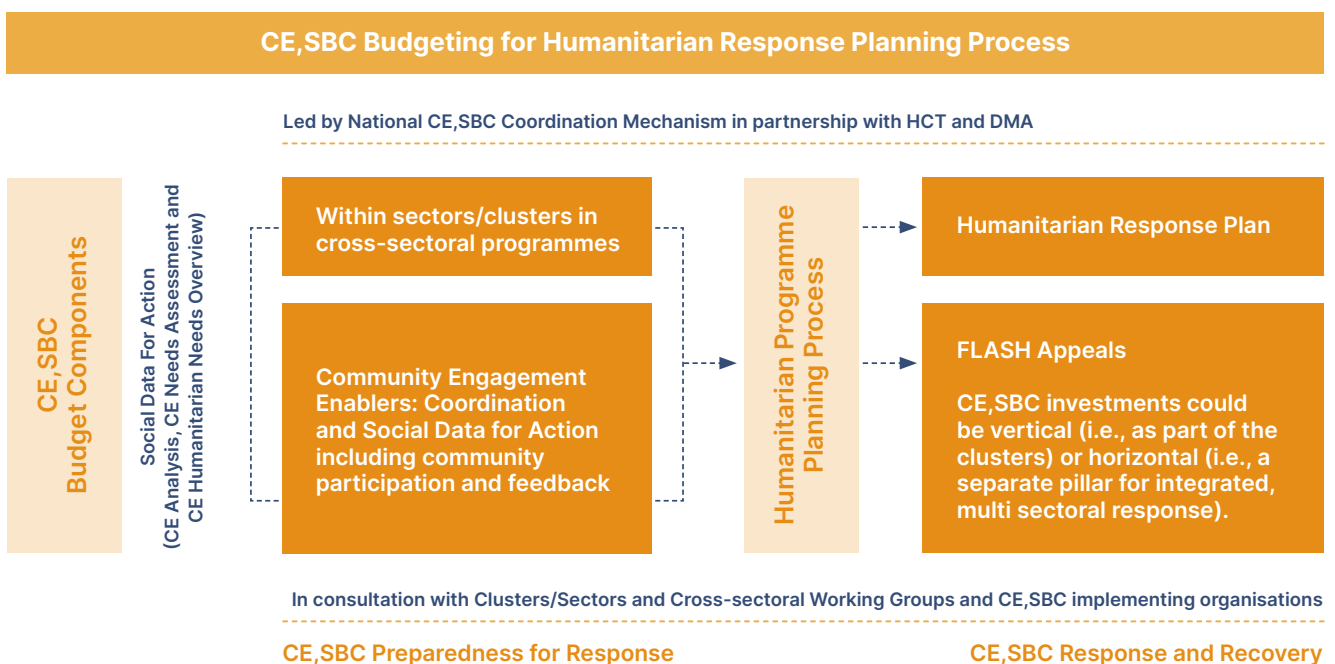 CE,SBC Budgeting for Humanitarian Response Planning Process
Led by National CE,SBC Coordination Mechanism in partnership with HCT and DMA
CE,SBC
Budget Components
Social Data For Action
(CE Analysis, CE Needs Assessment and
CE Humanitarian Needs Overview)
Within sectors/clusters in
cross-sectoral programmes
Community Engagement
Enablers: Coordination
and Social Data for Action
including community
participation and feedback
Humanitarian Programme
Planning Process
Humanitarian Response Plan
FLASH Appeals
CE,SBC investments could
be vertical (i.e., as part of the
clusters) or horizontal (i.e., a
separate pillar for integrated,
multi sectoral response).
In consultation with Clusters/Sectors and Cross-sectoral Working Groups and CE,SBC implementing organisations
CE,SBC Preparedness for Response
CE,SBC Response and Recovery